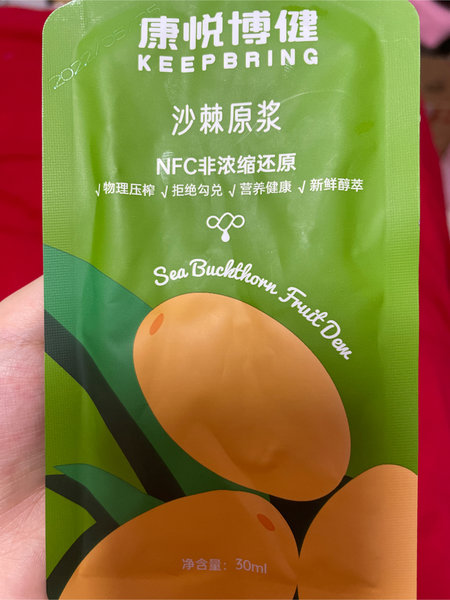 康悦博健
KEEPBRING
沙棘原浆
NFC非浓缩还原
√物理压榨 √拒绝勾兑 √营养健康 √新鲜醇萃
Sea Buckthorn Fruit Dem
净含量：30ml